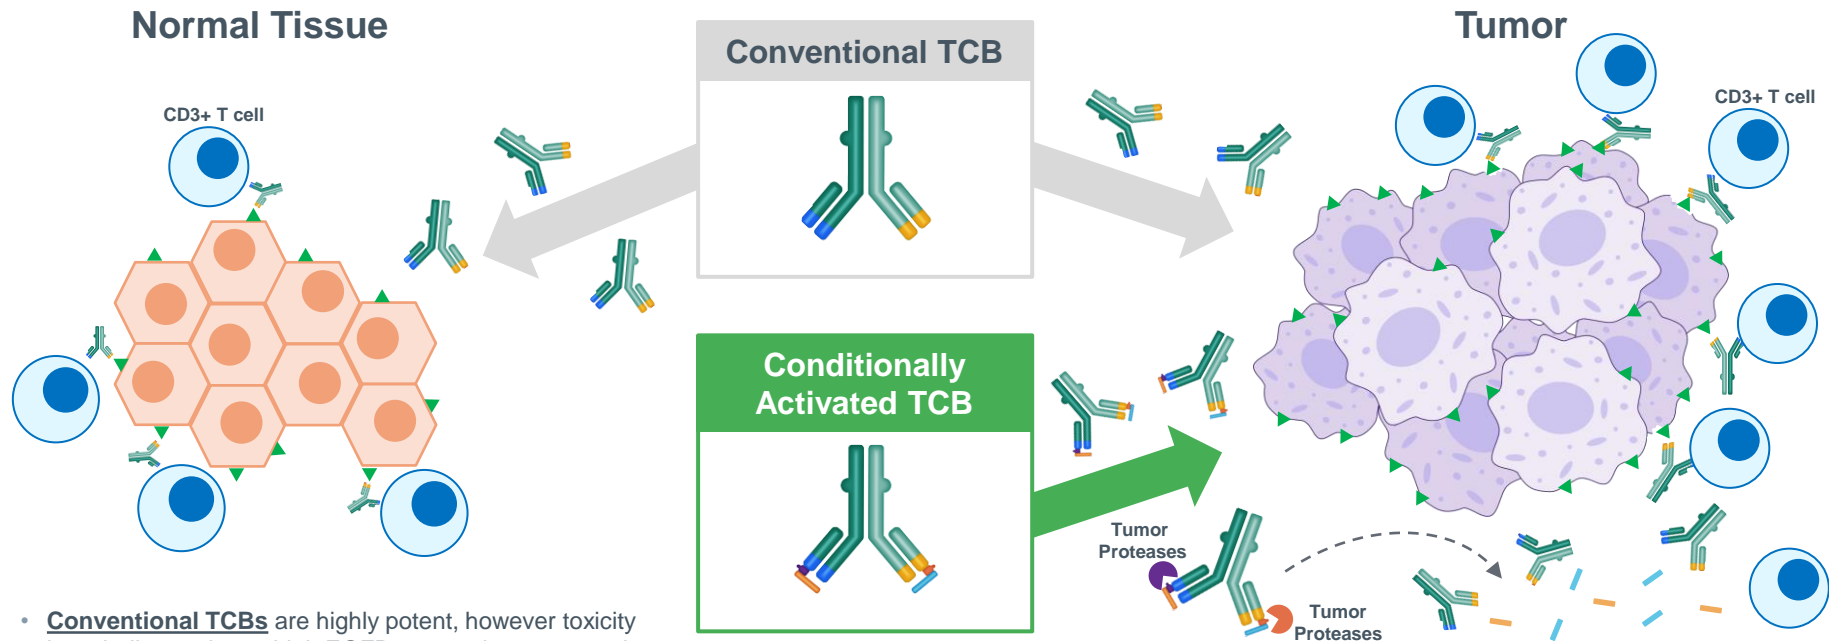 Normal Tissue
Conventional TCB
Tumor
CD3+ T cell
CD3+ T cell
Conditionally
Activated TCB
Tumor
Proteases
Tumor
Proteases
• Conventional TCBs are highly potent, however toxicity